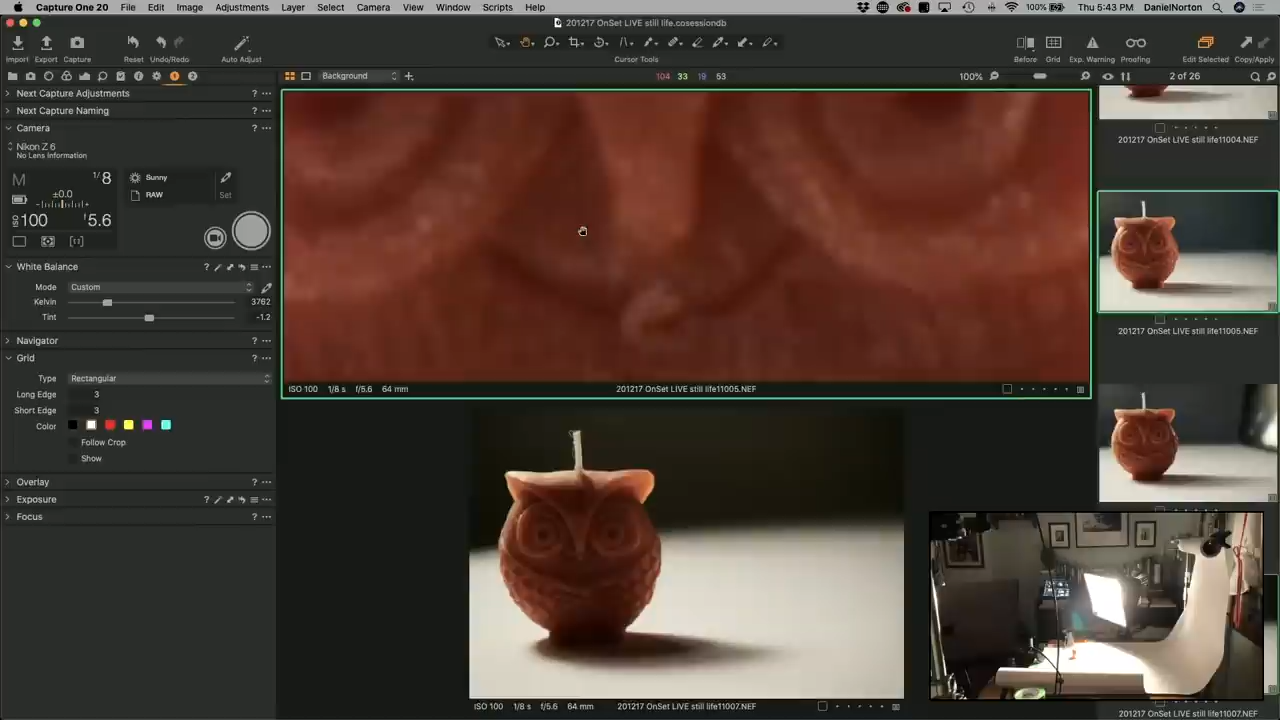 Capture One 20 File Edit Image Adjustments Layer Select Camera View Window Scripts Help 100% Thu 5:43 PM DanielNorton
201217 OnSet LIVE still life.cosessiondb
Import Export Capture Reset Undo/Redo Auto Adjust Cursor Tools Before Grid Exp. Warning Proofing Edit Selected Copy/Apply
Background 104 33 19 53 100% 2 of 26
Next Capture Adjustments ?
Next Capture Naming ?
Camera ?
Nikon Z 6
No Lens Information
M 1/8 Sunny
±0.0 RAW Set
ISO 100 f/5.6
White Balance ?
Mode Custom
Kelvin 3762
Tint -1.2
Navigator ?
Grid ?
Type Rectangular
Long Edge 3
Short Edge 3
Color
Follow Crop
Show
Overlay ?
Exposure ?
Focus ?
ISO 100 1/8 s f/5.6 64 mm 201217 OnSet LIVE still life11005.NEF
ISO 100 1/8 s f/5.6 64 mm 201217 OnSet LIVE still life11007.NEF
201217 OnSet LIVE still life11004.NEF
201217 OnSet LIVE still life11005.NEF
201217 OnSet LIVE still life11007.NEF